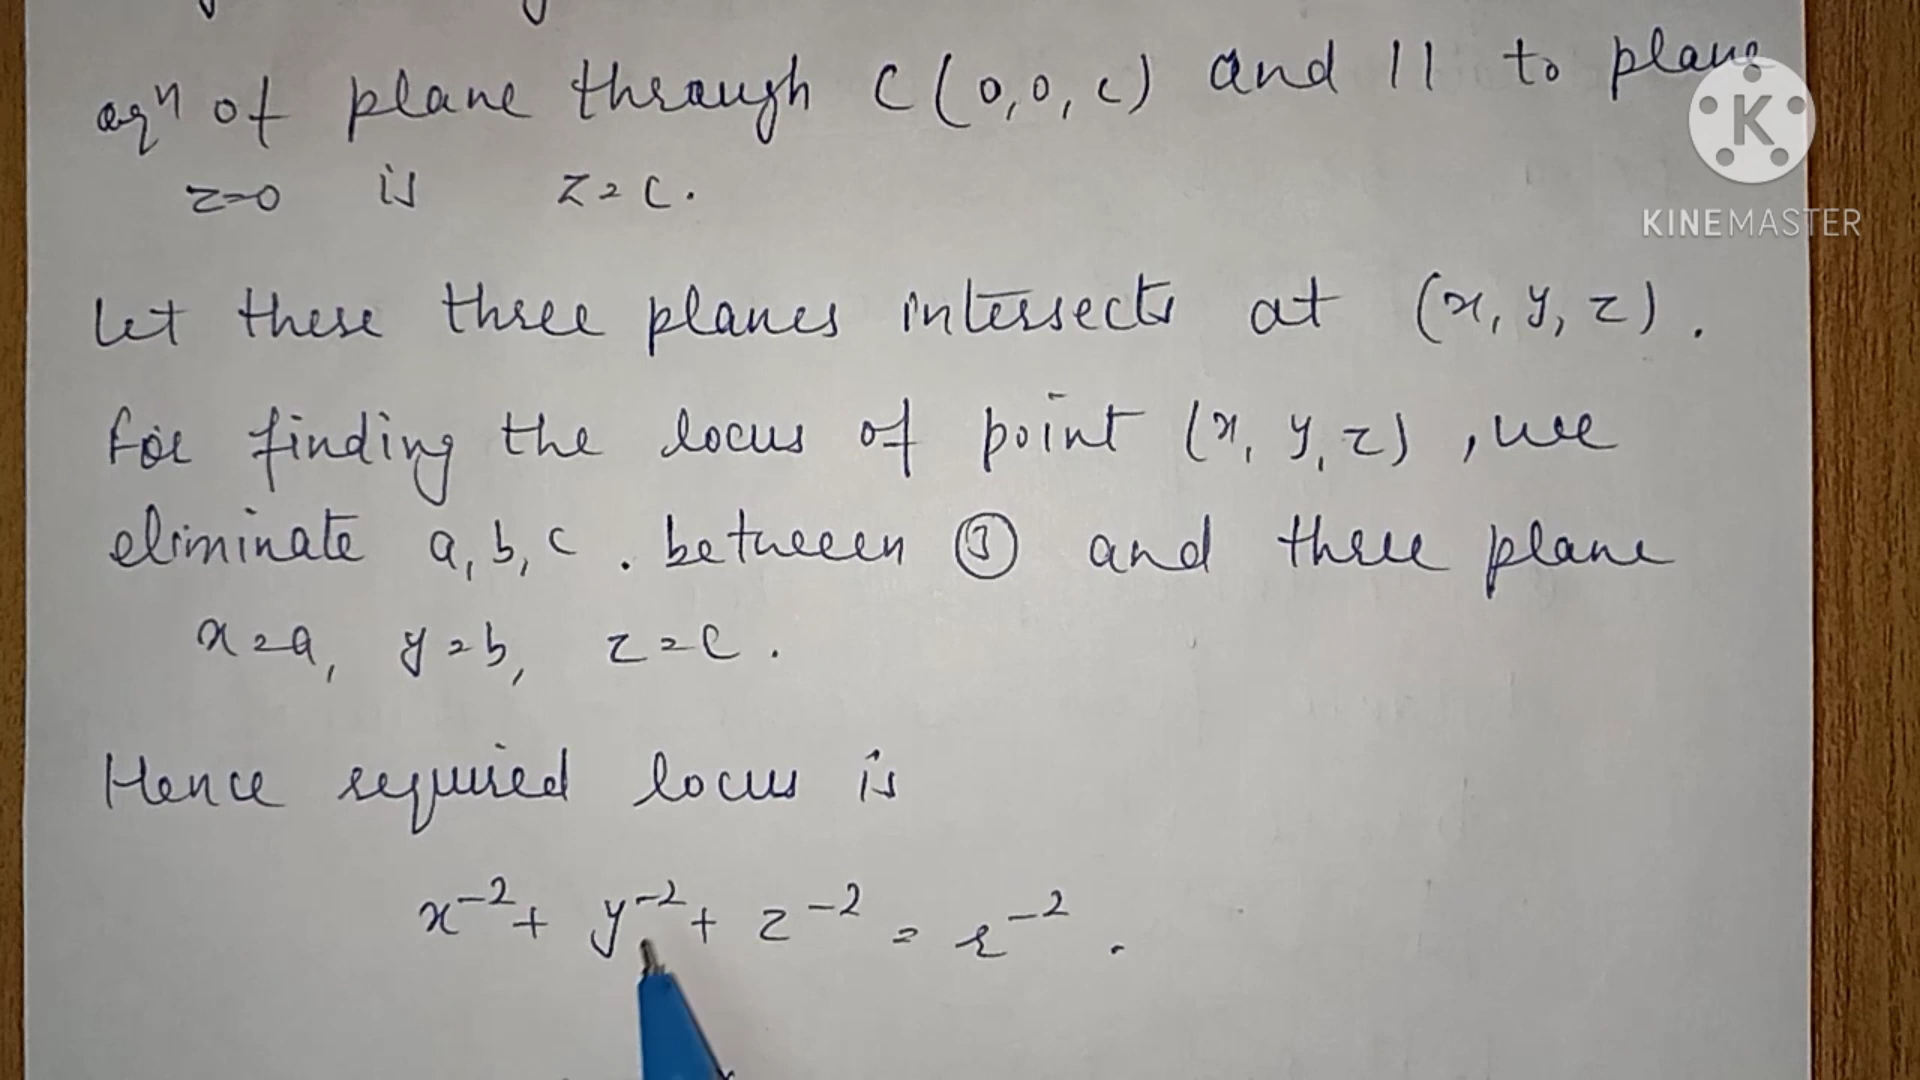 eqⁿ of plane through C(0,0,c) and || to plane
z=0 is z=c.
K
KINEMASTER
Let these three planes intersects at (x, y, z).
For finding the locus of point (x, y, z), we
eliminate a, b, c. between ③ and three plane
x=a, y=b, z=c.
Hence required locus is
x⁻² + y⁻² + z⁻² = r⁻².